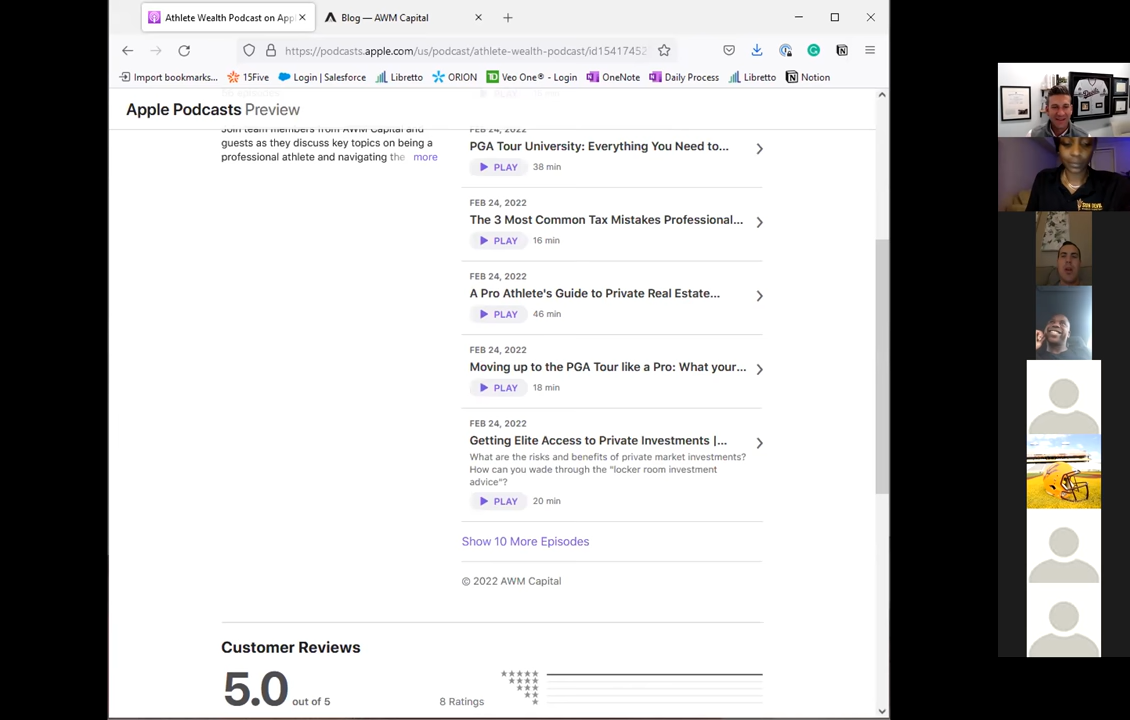 Athlete Wealth Podcast on App
Blog — AWM Capital
https://podcasts.apple.com/us/podcast/athlete-wealth-podcast/id15417452
Import bookmarks...
15Five
Login | Salesforce
Libretto
ORION
Veo One® - Login
OneNote
Daily Process
Libretto
Notion
Apple Podcasts Preview
Join team members from AWM Capital and
guests as they discuss key topics on being a
professional athlete and navigating the more
FEB 24, 2022
PGA Tour University: Everything You Need to...
PLAY 38 min
FEB 24, 2022
The 3 Most Common Tax Mistakes Professional...
PLAY 16 min
FEB 24, 2022
A Pro Athlete's Guide to Private Real Estate...
PLAY 46 min
FEB 24, 2022
Moving up to the PGA Tour like a Pro: What your...
PLAY 18 min
FEB 24, 2022
Getting Elite Access to Private Investments |...
What are the risks and benefits of private market investments?
How can you wade through the "locker room investment
advice"?
PLAY 20 min
Show 10 More Episodes
© 2022 AWM Capital
Customer Reviews
5.0 out of 5
8 Ratings